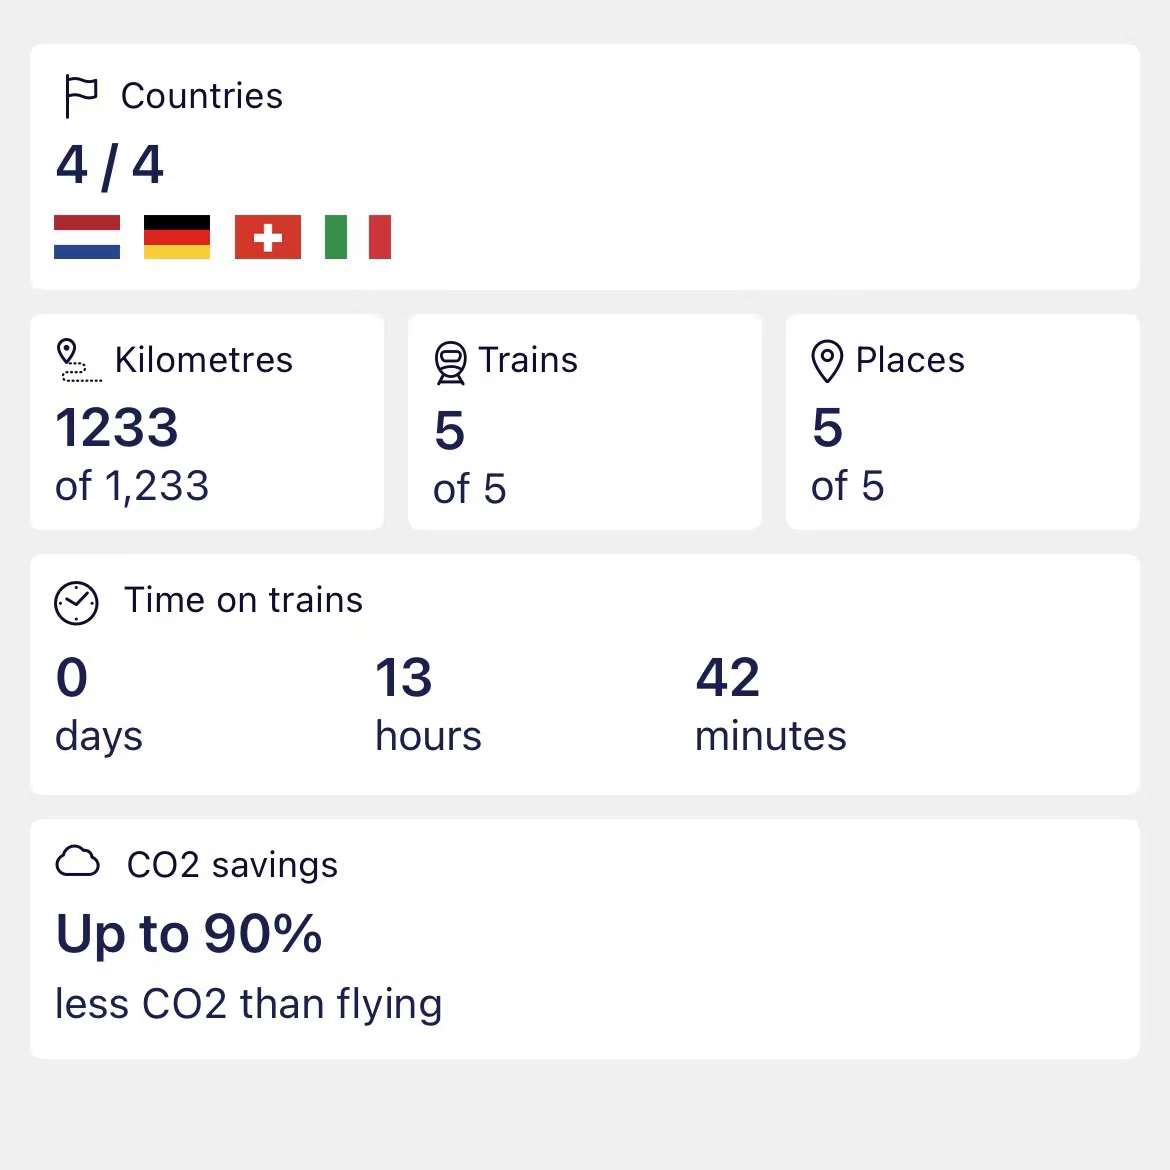 Countries
4 / 4
Kilometres
1233
of 1,233
Trains
5
of 5
Places
5
of 5
Time on trains
0
days
13
hours
42
minutes
CO2 savings
Up to 90%
less CO2 than flying